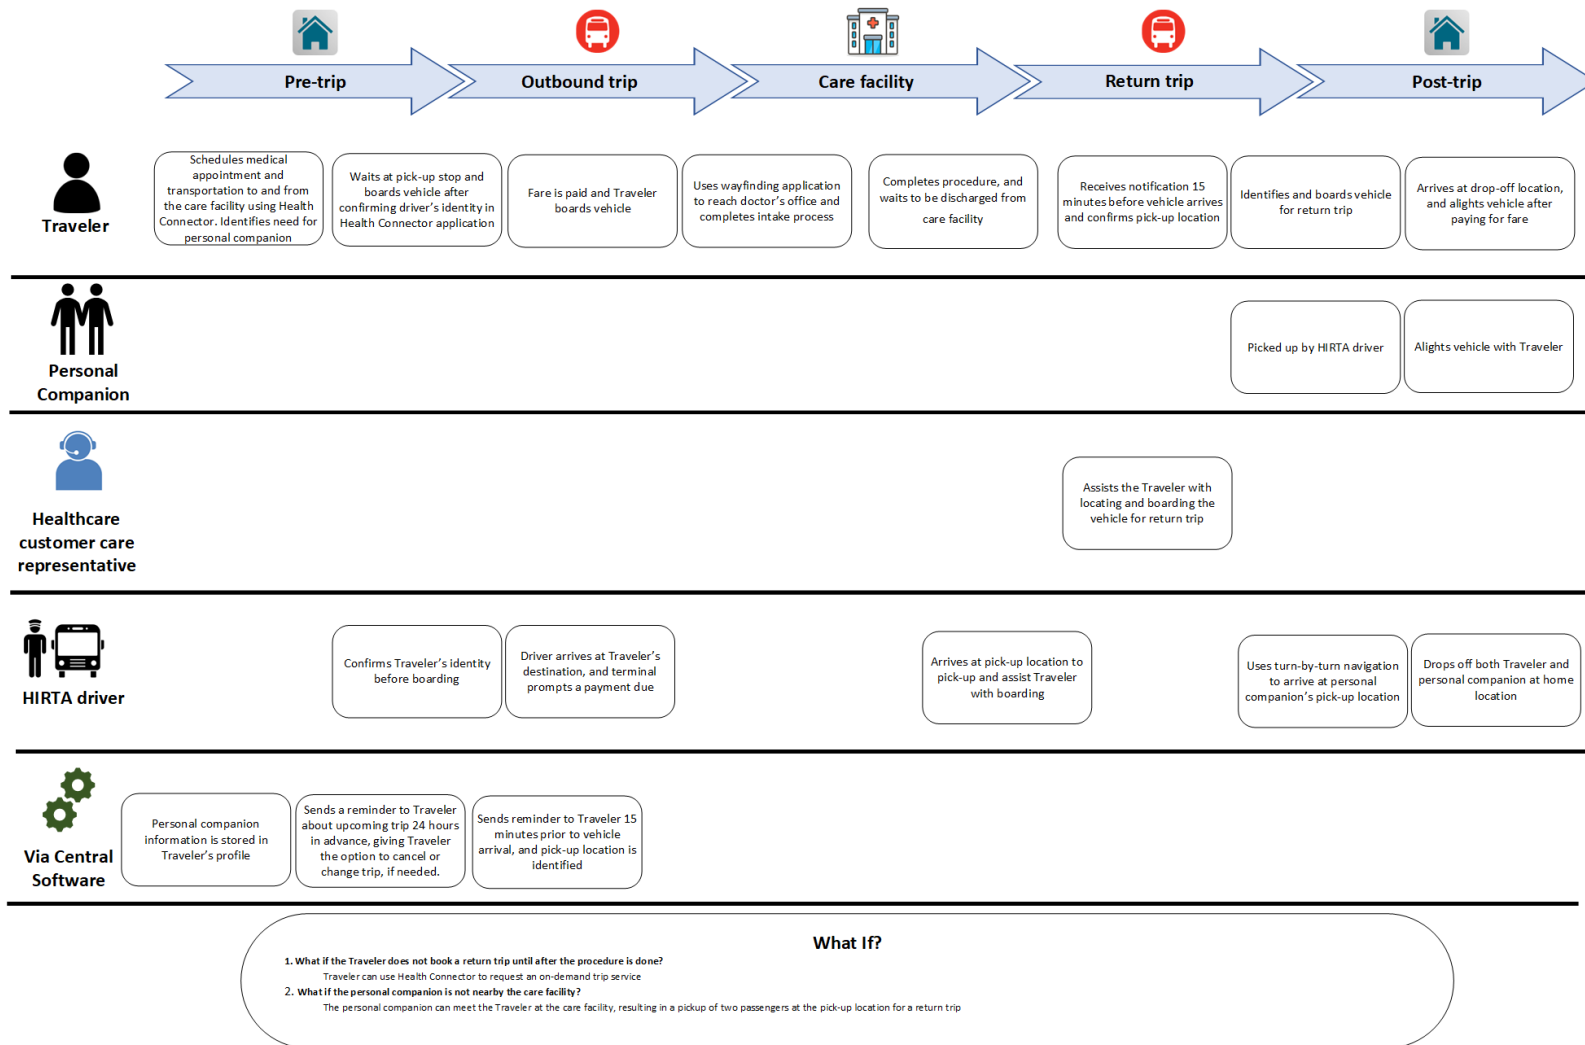 Pre-trip
Outbound trip
Care facility
Return trip
Post-trip
Traveler
Schedules medical
appointment and
transportation to and from
the care facility using Health
Connector. Identifies need for
personal companion
Waits at pick-up stop and
boards vehicle after
confirming driver's identity in
Health Connector application
Fare is paid and Traveler
boards vehicle
Uses wayfinding application
to reach doctor's office and
completes intake process
Completes procedure, and
waits to be discharged from
care facility
Receives notification 15
minutes before vehicle arrives
and confirms pick-up location
Identifies and boards vehicle
for return trip
Arrives at drop-off location,
and alights vehicle after
paying for fare
Personal
Companion
Picked up by HIRTA driver
Alights vehicle with Traveler
Healthcare
customer care
representative
Assists the Traveler with
locating and boarding the
vehicle for return trip
HIRTA driver
Confirms Traveler's identity
before boarding
Driver arrives at Traveler's
destination, and terminal
prompts a payment due
Arrives at pick-up location to
pick-up and assist Traveler
with boarding
Uses turn-by-turn navigation
to arrive at personal
companion's pick-up location
Drops off both Traveler and
personal companion at home
location
Via Central
Software
Personal companion
information is stored in
Traveler's profile
Sends a reminder to Traveler
about upcoming trip 24 hours
in advance, giving Traveler
the option to cancel or
change trip, if needed.
Sends reminder to Traveler 15
minutes prior to vehicle
arrival, and pick-up location is
identified
What If?
1. What if the Traveler does not book a return trip until after the procedure is done?
Traveler can use Health Connector to request an on-demand trip service
2. What if the personal companion is not nearby the care facility?
The personal companion can meet the Traveler at the care facility, resulting in a pickup of two passengers at the pick-up location for a return trip